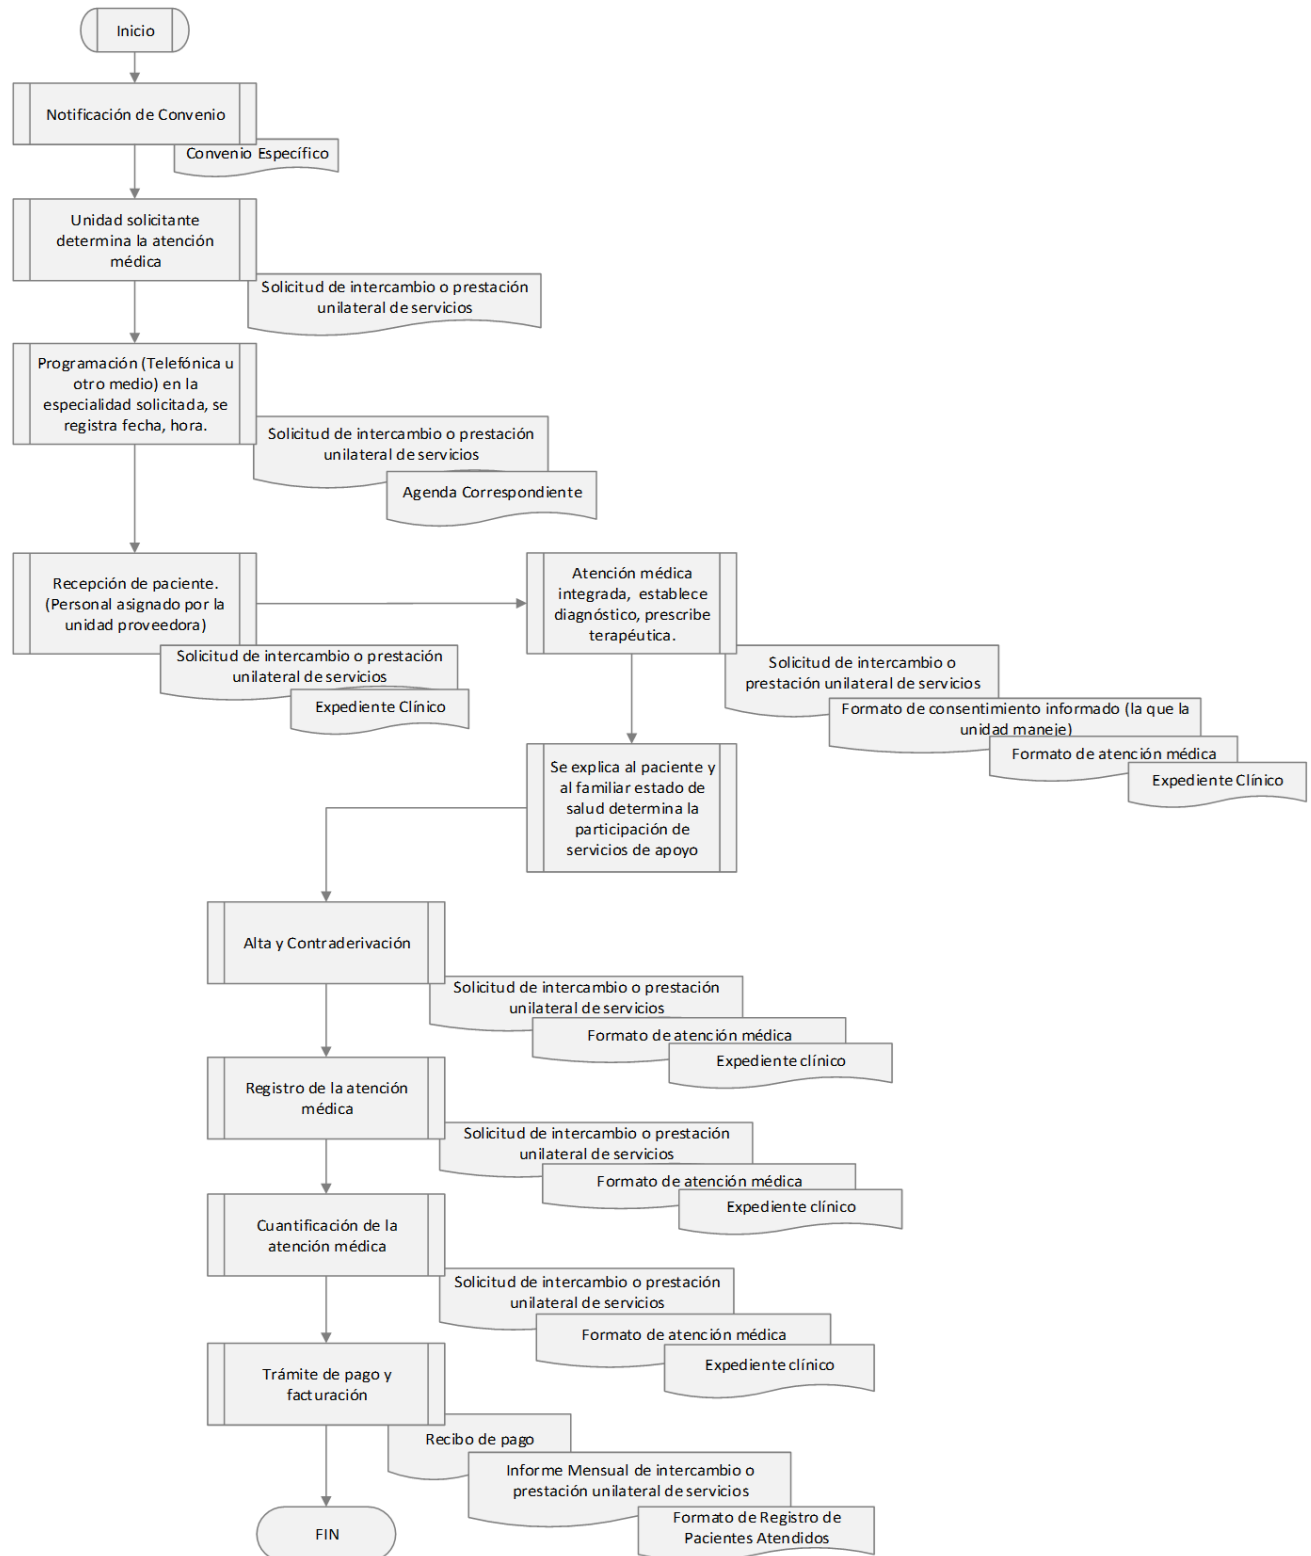 Inicio
Notificación de Convenio
Convenio Específico
Unidad solicitante
determina la atención
médica
Solicitud de intercambio o prestación
unilateral de servicios
Programación (Telefónica u
otro medio) en la
especialidad solicitada, se
registra fecha, hora.
Solicitud de intercambio o prestación
unilateral de servicios
Agenda Correspondiente
Recepción de paciente.
(Personal asignado por la
unidad proveedora)
Solicitud de intercambio o prestación
unilateral de servicios
Expediente Clínico
Atención médica
integrada, establece
diagnóstico, prescribe
terapéutica.
Solicitud de intercambio o
prestación unilateral de servicios
Formato de consentimiento informado (la que la
unidad maneje)
Formato de atención médica
Expediente Clínico
Se explica al paciente y
al familiar estado de
salud determina la
participación de
servicios de apoyo
Alta y Contraderivación
Solicitud de intercambio o prestación
unilateral de servicios
Formato de atención médica
Expediente clínico
Registro de la atención
médica
Solicitud de intercambio o prestación
unilateral de servicios
Formato de atención médica
Expediente clínico
Cuantificación de la
atención médica
Solicitud de intercambio o prestación
unilateral de servicios
Formato de atención médica
Expediente clínico
Trámite de pago y
facturación
Recibo de pago
Informe Mensual de intercambio o
prestación unilateral de servicios
Formato de Registro de
Pacientes Atendidos
FIN